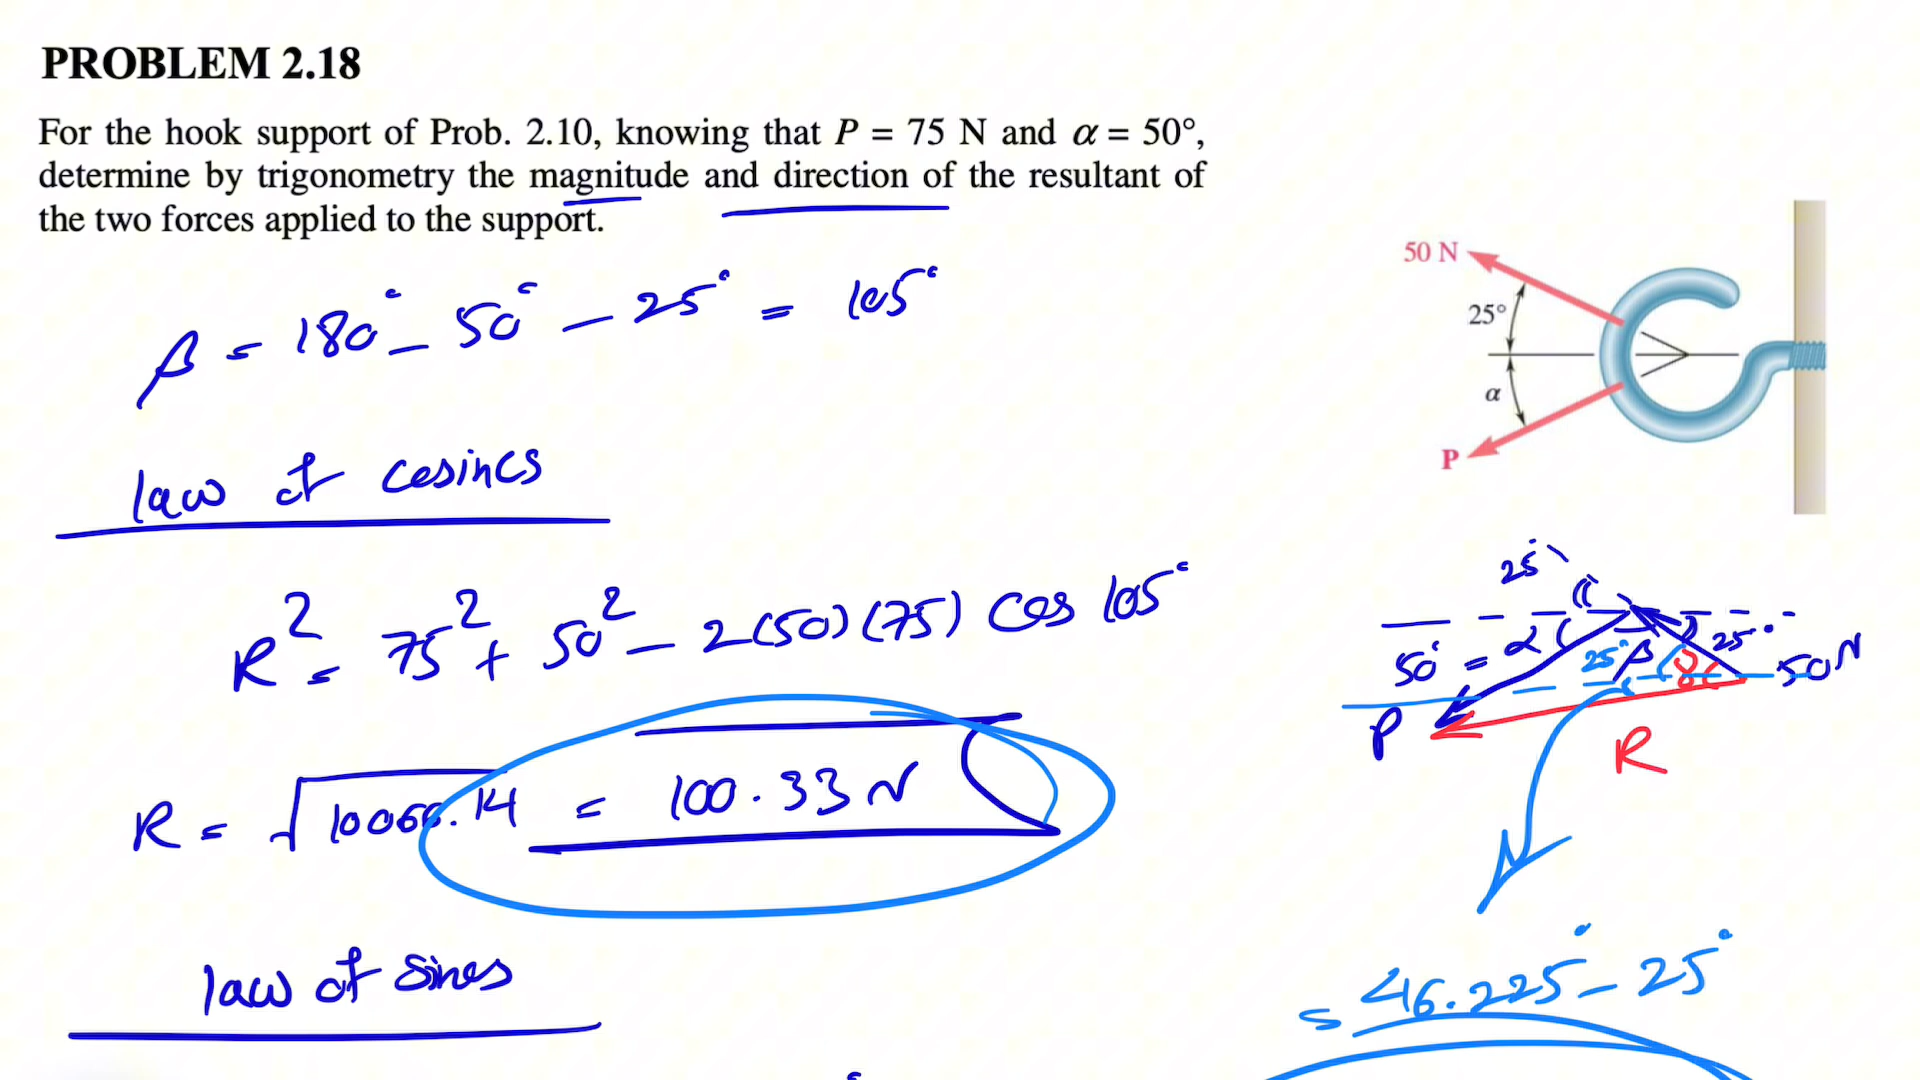 PROBLEM 2.18
For the hook support of Prob. 2.10, knowing that P = 75 N and α = 50°,
determine by trigonometry the magnitude and direction of the resultant of
the two forces applied to the support.
β = 180° - 50° - 25° = 105°
law of cosines
R² = 75² + 50² - 2(50)(75) cos 105°
R = √10066.14 = 100.33 N
law of sines
50 N
25°
α
P
25°
50° = α
25° β
γ
25°
50N
P
R
= 46.225° - 25°